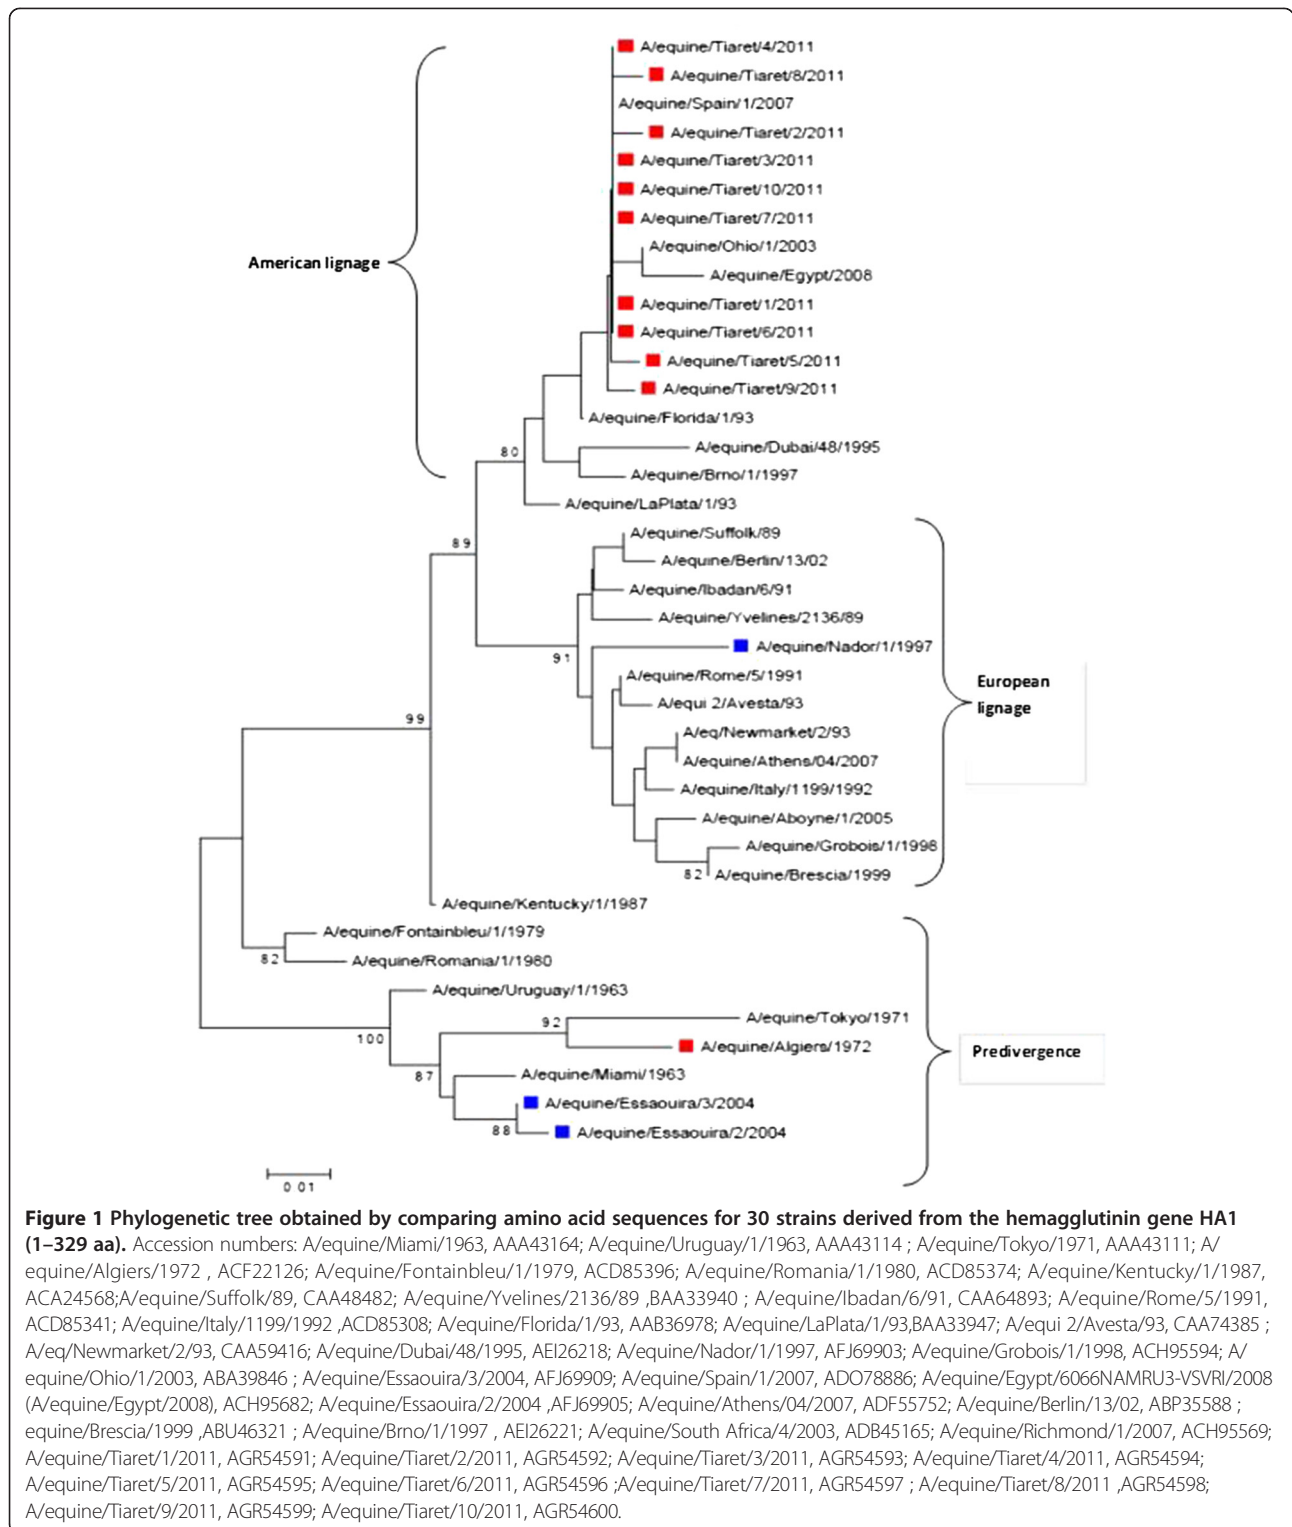 A/equine/Tiaret/4/2011
A/equine/Tiaret/8/2011
A/equine/Spain/1/2007
A/equine/Tiaret/2/2011
A/equine/Tiaret/3/2011
A/equine/Tiaret/10/2011
A/equine/Tiaret/7/2011
A/equine/Ohio/1/2003
American lignage
A/equine/Egypt/2008
A/equine/Tiaret/1/2011
A/equine/Tiaret/6/2011
A/equine/Tiaret/5/2011
A/equine/Tiaret/9/2011
A/equine/Florida/1/93
A/equine/Dubai/48/1995
80
A/equine/Brno/1/1997
A/equine/LaPlata/1/93
A/equine/Suffolk/89
89
A/equine/Berlin/13/02
A/equine/Ibadan/6/91
A/equine/Yvelines/2136/89
A/equine/Nador/1/1997
91
A/equine/Rome/5/1991
European
lignage
A/equi 2/Avesta/93
99
A/eq/Newmarket/2/93
A/equine/Athens/04/2007
A/equine/Italy/1199/1992
A/equine/Aboyne/1/2005
A/equine/Grobois/1/1998
82
A/equine/Brescia/1999
A/equine/Kentucky/1/1987
A/equine/Fontainbleu/1/1979
82
A/equine/Romania/1/1980
A/equine/Uruguay/1/1963
A/equine/Tokyo/1971
92
100
A/equine/Algiers/1972
Predivergence
87
A/equine/Miami/1963
A/equine/Essaouira/3/2004
88
A/equine/Essaouira/2/2004
0 01
Figure 1 Phylogenetic tree obtained by comparing amino acid sequences for 30 strains derived from the hemagglutinin gene HA1
(1–329 aa). Accession numbers: A/equine/Miami/1963, AAA43164; A/equine/Uruguay/1/1963, AAA43114 ; A/equine/Tokyo/1971, AAA43111; A/
equine/Algiers/1972 , ACF22126; A/equine/Fontainbleu/1/1979, ACD85396; A/equine/Romania/1/1980, ACD85374; A/equine/Kentucky/1/1987,
ACA24568;A/equine/Suffolk/89, CAA48482; A/equine/Yvelines/2136/89 ,BAA33940 ; A/equine/Ibadan/6/91, CAA64893; A/equine/Rome/5/1991,
ACD85341; A/equine/Italy/1199/1992 ,ACD85308; A/equine/Florida/1/93, AAB36978; A/equine/LaPlata/1/93,BAA33947; A/equi 2/Avesta/93, CAA74385 ;
A/eq/Newmarket/2/93, CAA59416; A/equine/Dubai/48/1995, AEI26218; A/equine/Nador/1/1997, AFJ69903; A/equine/Grobois/1/1998, ACH95594; A/
equine/Ohio/1/2003, ABA39846 ; A/equine/Essaouira/3/2004, AFJ69909; A/equine/Spain/1/2007, ADO78886; A/equine/Egypt/6066NAMRU3-VSVRI/2008
(A/equine/Egypt/2008), ACH95682; A/equine/Essaouira/2/2004 ,AFJ69905; A/equine/Athens/04/2007, ADF55752; A/equine/Berlin/13/02, ABP35588 ;
equine/Brescia/1999 ,ABU46321 ; A/equine/Brno/1/1997 , AEI26221; A/equine/South Africa/4/2003, ADB45165; A/equine/Richmond/1/2007, ACH95569;
A/equine/Tiaret/1/2011, AGR54591; A/equine/Tiaret/2/2011, AGR54592; A/equine/Tiaret/3/2011, AGR54593; A/equine/Tiaret/4/2011, AGR54594;
A/equine/Tiaret/5/2011, AGR54595; A/equine/Tiaret/6/2011, AGR54596 ;A/equine/Tiaret/7/2011, AGR54597 ; A/equine/Tiaret/8/2011 ,AGR54598;
A/equine/Tiaret/9/2011, AGR54599; A/equine/Tiaret/10/2011, AGR54600.